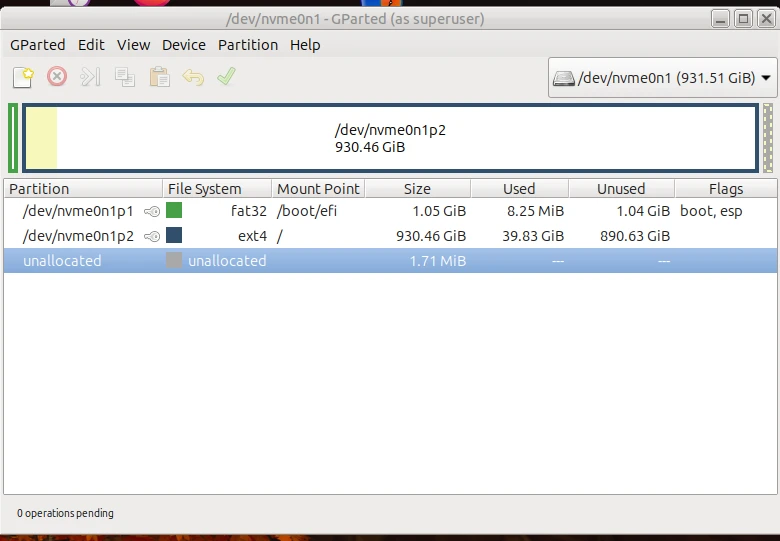 /dev/nvme0n1 - GParted (as superuser)
GParted Edit View Device Partition Help
/dev/nvme0n1 (931.51 GiB)
/dev/nvme0n1p2
930.46 GiB
Partition File System Mount Point Size Used Unused Flags
/dev/nvme0n1p1 fat32 /boot/efi 1.05 GiB 8.25 MiB 1.04 GiB boot, esp
/dev/nvme0n1p2 ext4 / 930.46 GiB 39.83 GiB 890.63 GiB
unallocated unallocated 1.71 MiB --- ---
0 operations pending